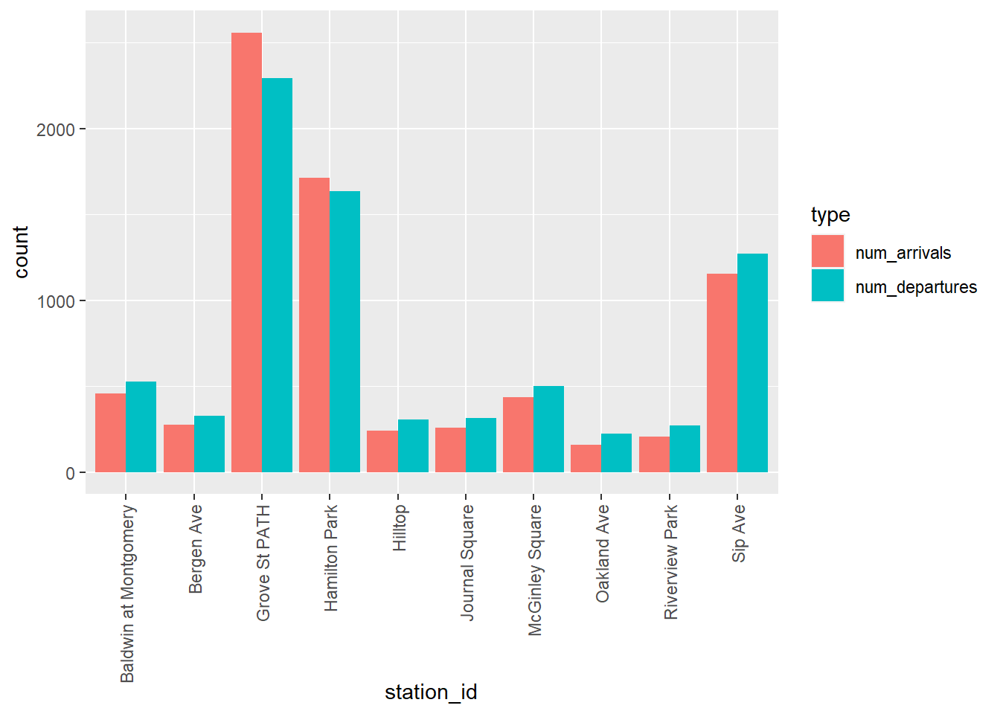 count
2000
1000
0
Baldwin at Montgomery
Bergen Ave
Grove St PATH
Hamilton Park
Hilltop
Journal Square
McGinley Square
Oakland Ave
Riverview Park
Sip Ave
station_id
type
num_arrivals
num_departures